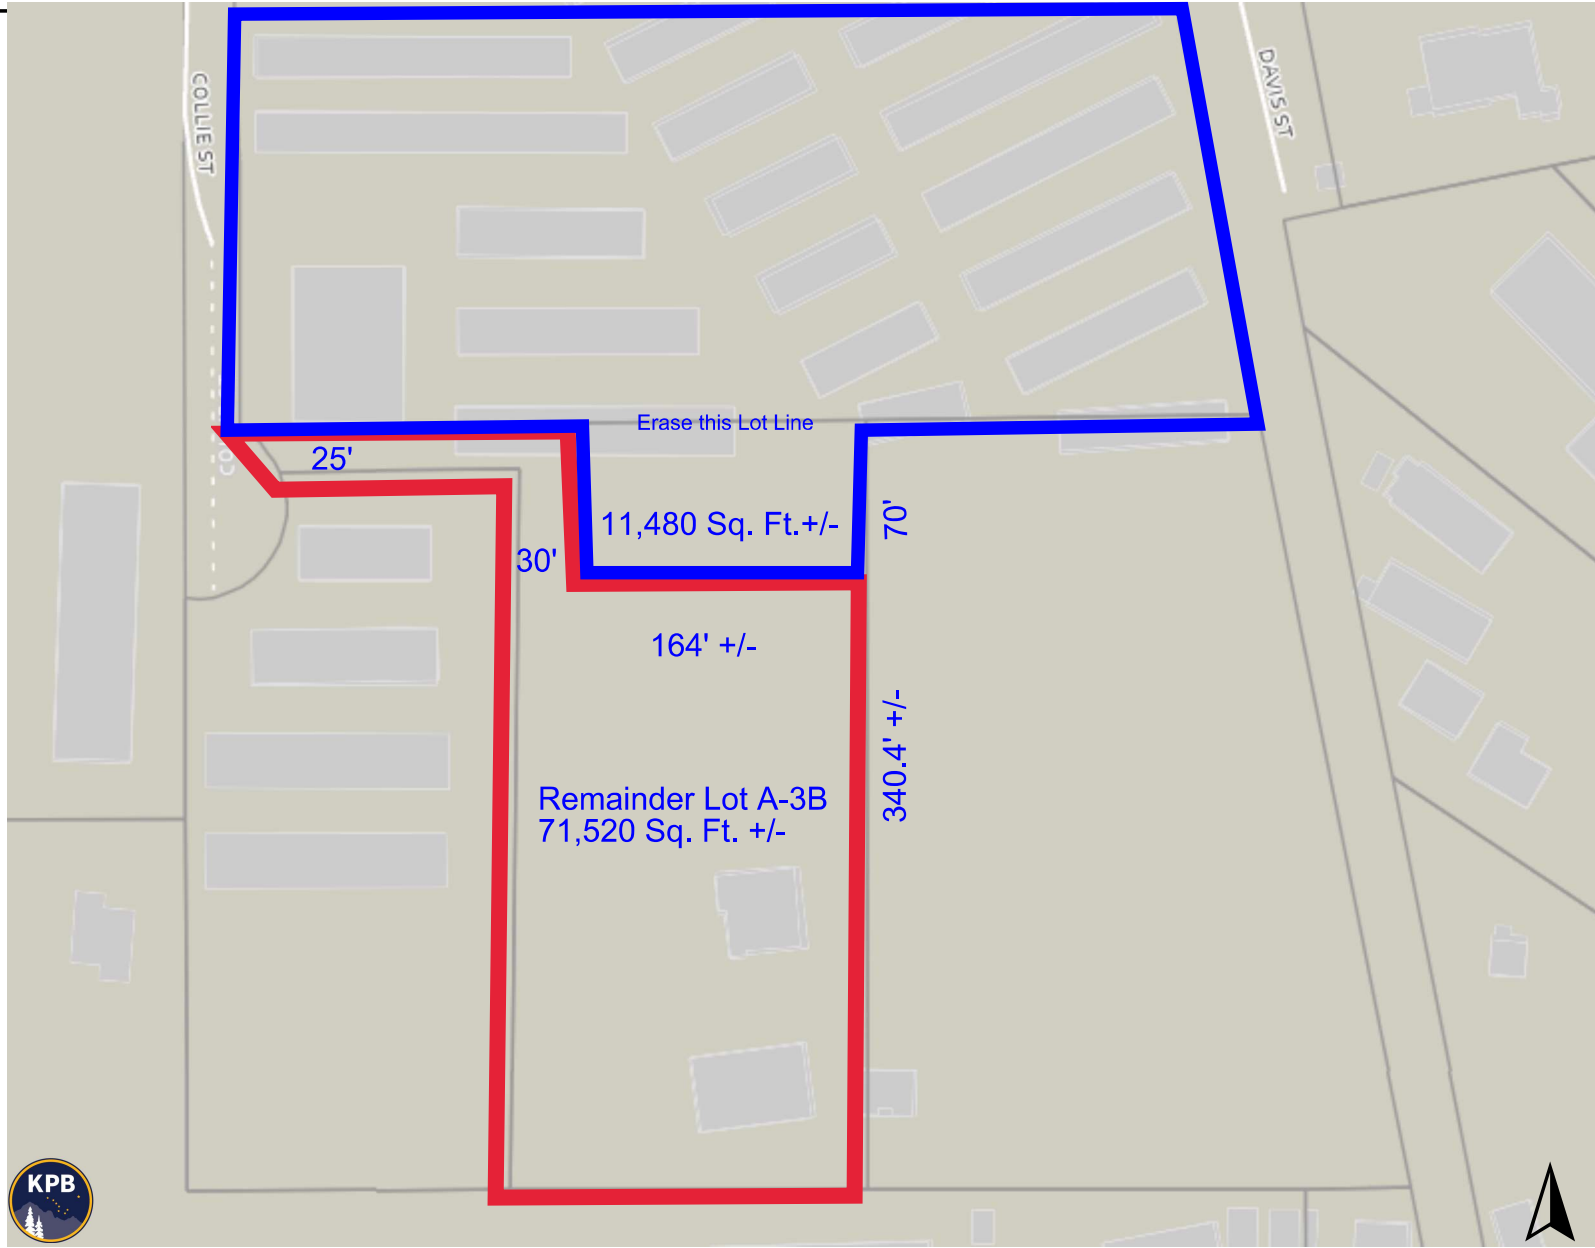 COLLIE ST
DAVIS ST
Erase this Lot Line
25'
COL
11,480 Sq. Ft.+/-
70'
30'
164' +/-
340.4' +/-
Remainder Lot A-3B
71,520 Sq. Ft. +/-
KPB